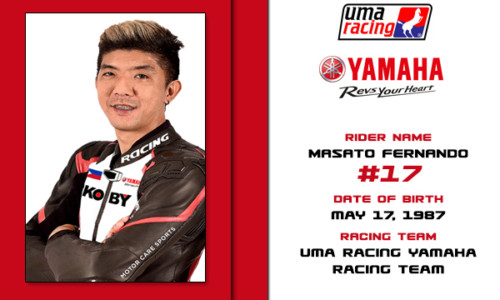 uma
racing
YAMAHA
Revs Your Heart
RIDER NAME
MASATO FERNANDO
#17
DATE OF BIRTH
MAY 17, 1987
RACING TEAM
UMA RACING YAMAHA
RACING TEAM
RACING
YAMAHA
KOBY
MOTOR CARE SPORTS